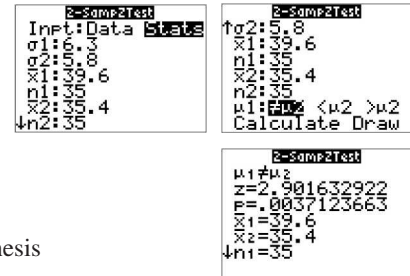 2-SampZTest
Inpt:Data Stats
σ1:6.3
σ2:5.8
x̄1:39.6
n1:35
x̄2:35.4
↓n2:35
2-SampZTest
↑σ2:5.8
x̄1:39.6
n1:35
x̄2:35.4
n2:35
μ1:≠μ2 <μ2 >μ2
Calculate Draw
2-SampZTest
μ1≠μ2
z=2.901632922
p=.0037123663
x̄1=39.6
x̄2=35.4
↓n1=35
nesis